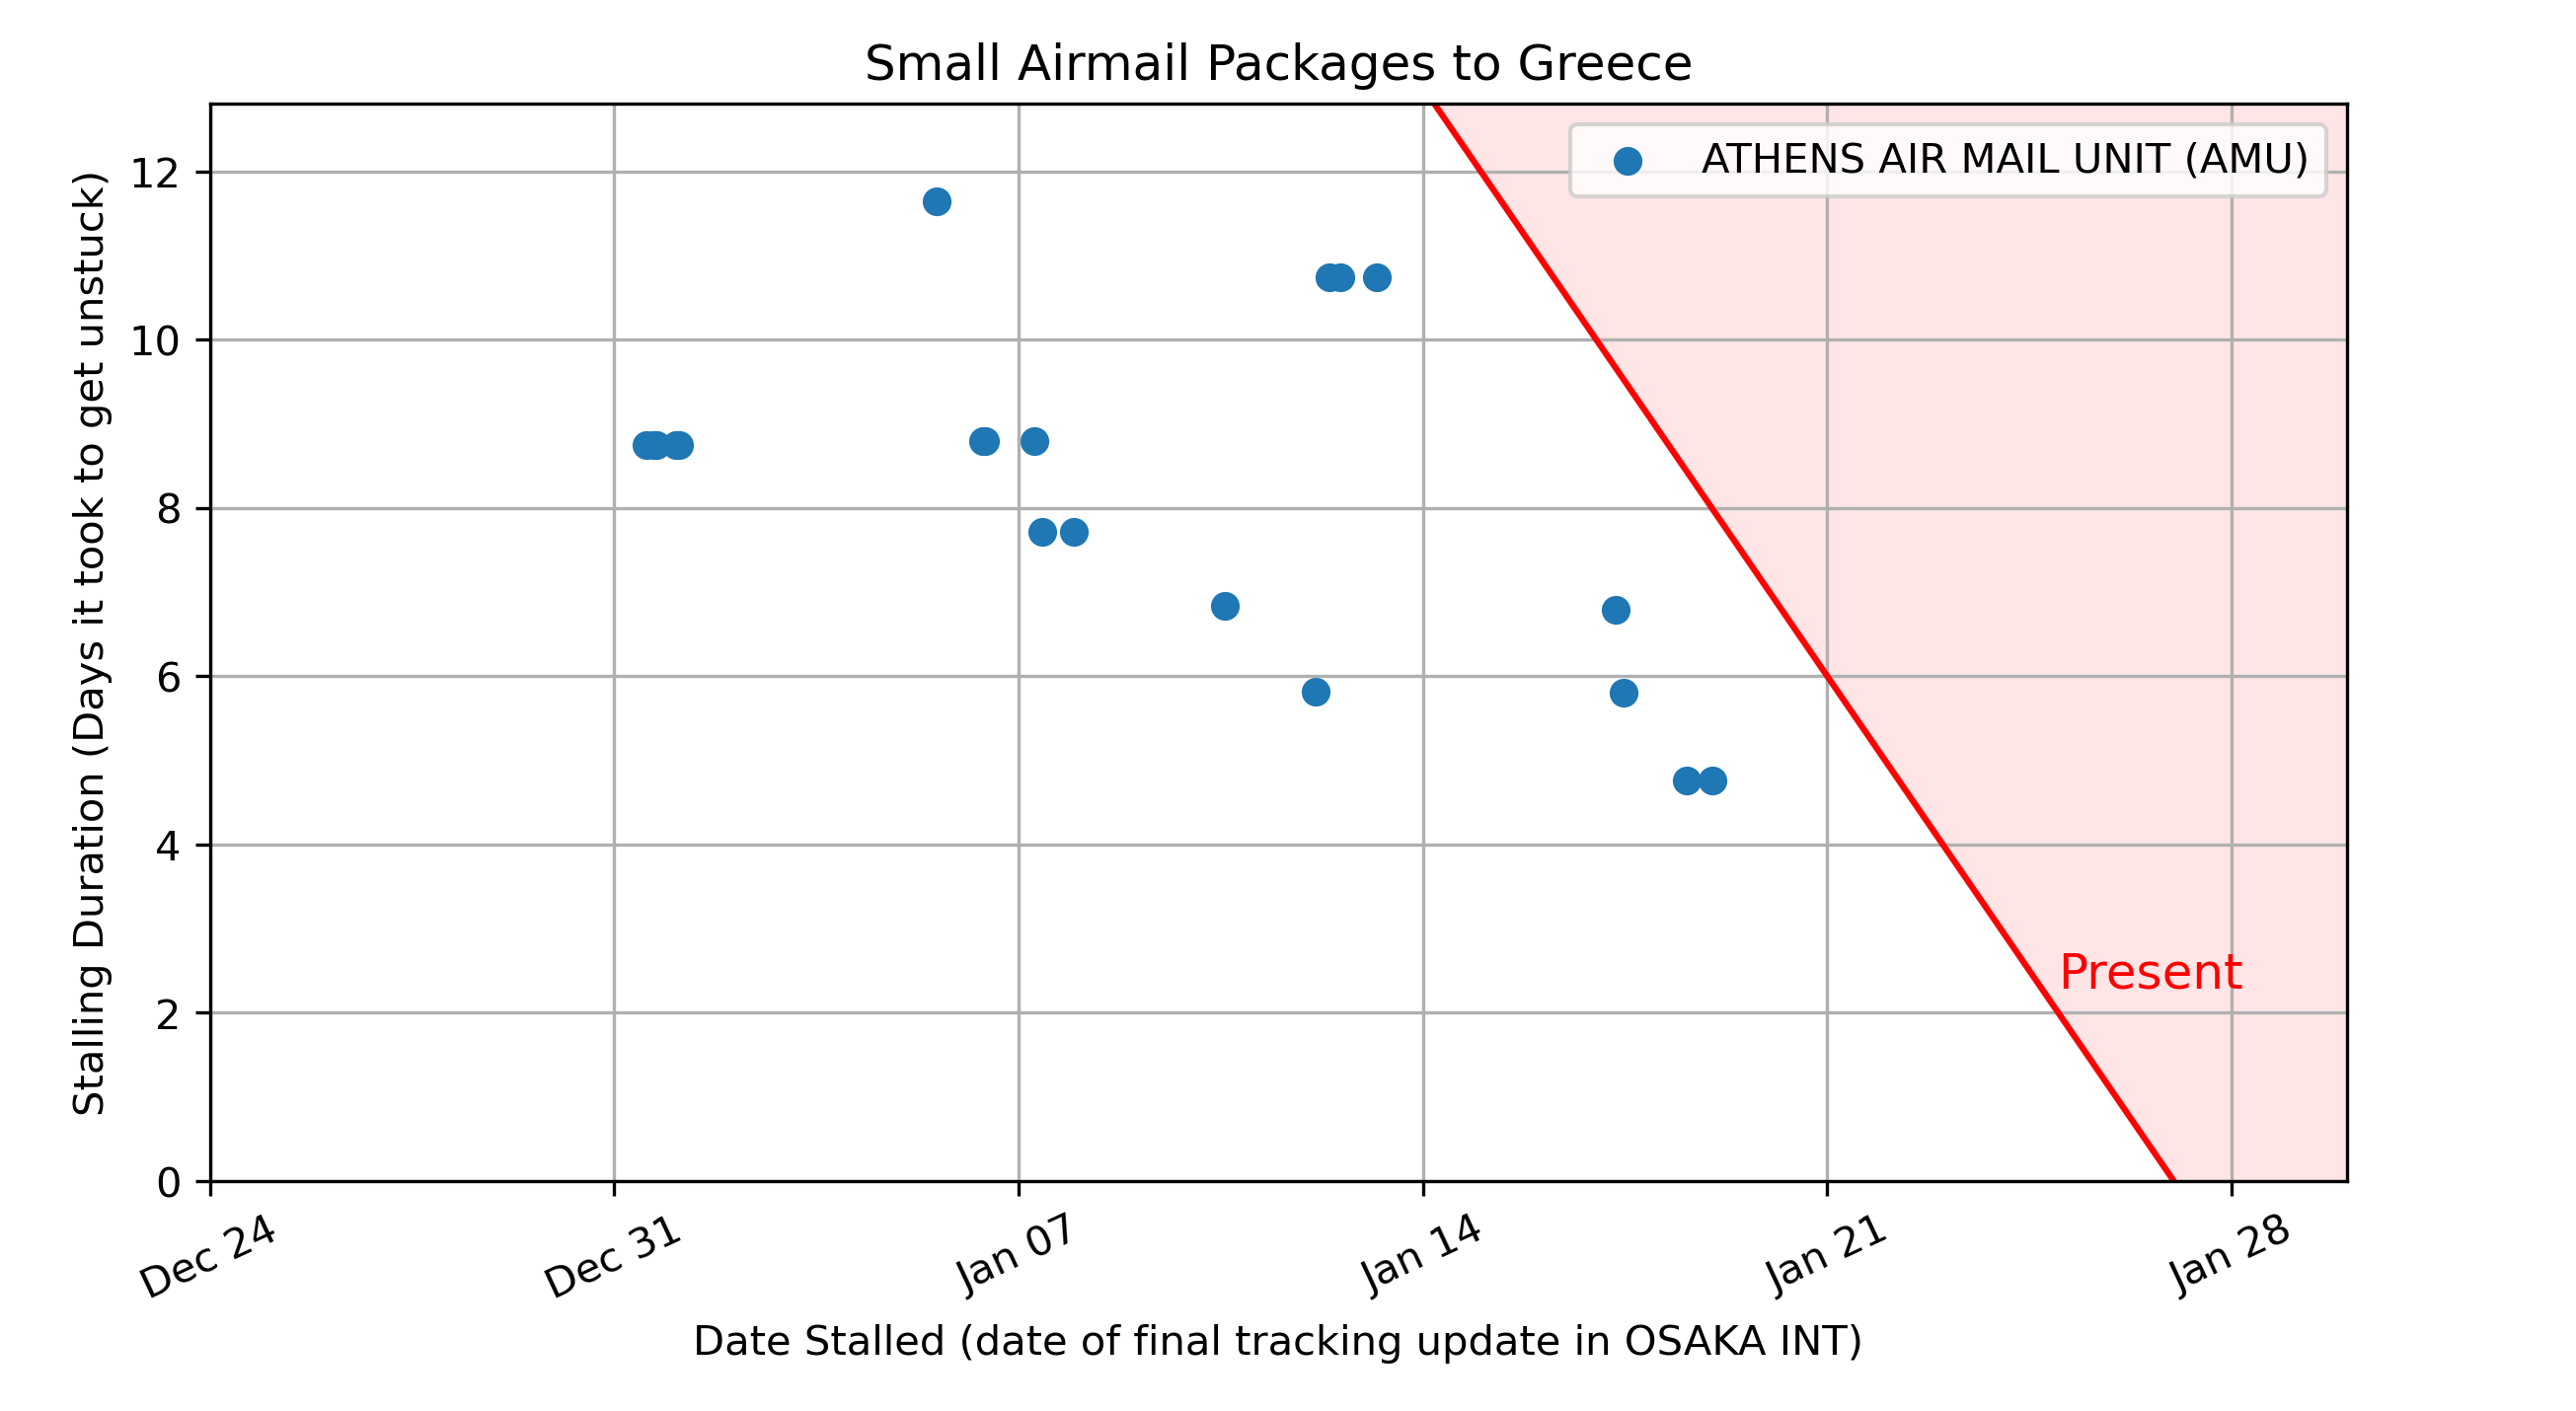 Small Airmail Packages to Greece
ATHENS AIR MAIL UNIT (AMU)
Stalling Duration (Days it took to get unstuck)
12
10
8
6
4
2
0
Present
Dec 24
Dec 31
Jan 07
Jan 14
Jan 21
Jan 28
Date Stalled (date of final tracking update in OSAKA INT)